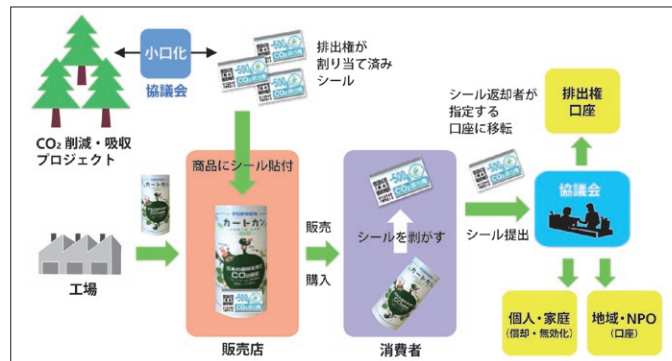 小口化
協議会
排出権が
割り当て済み
シール
CO₂ 削減・吸収
プロジェクト
商品にシール貼付
カートカン
工場
販売店
販売
購入
シールを剥がす
消費者
シール提出
シール返却者が
指定する
口座に移転
排出権
口座
協議会
個人・家庭
(償却・無効化)
地域・NPO
(口座)